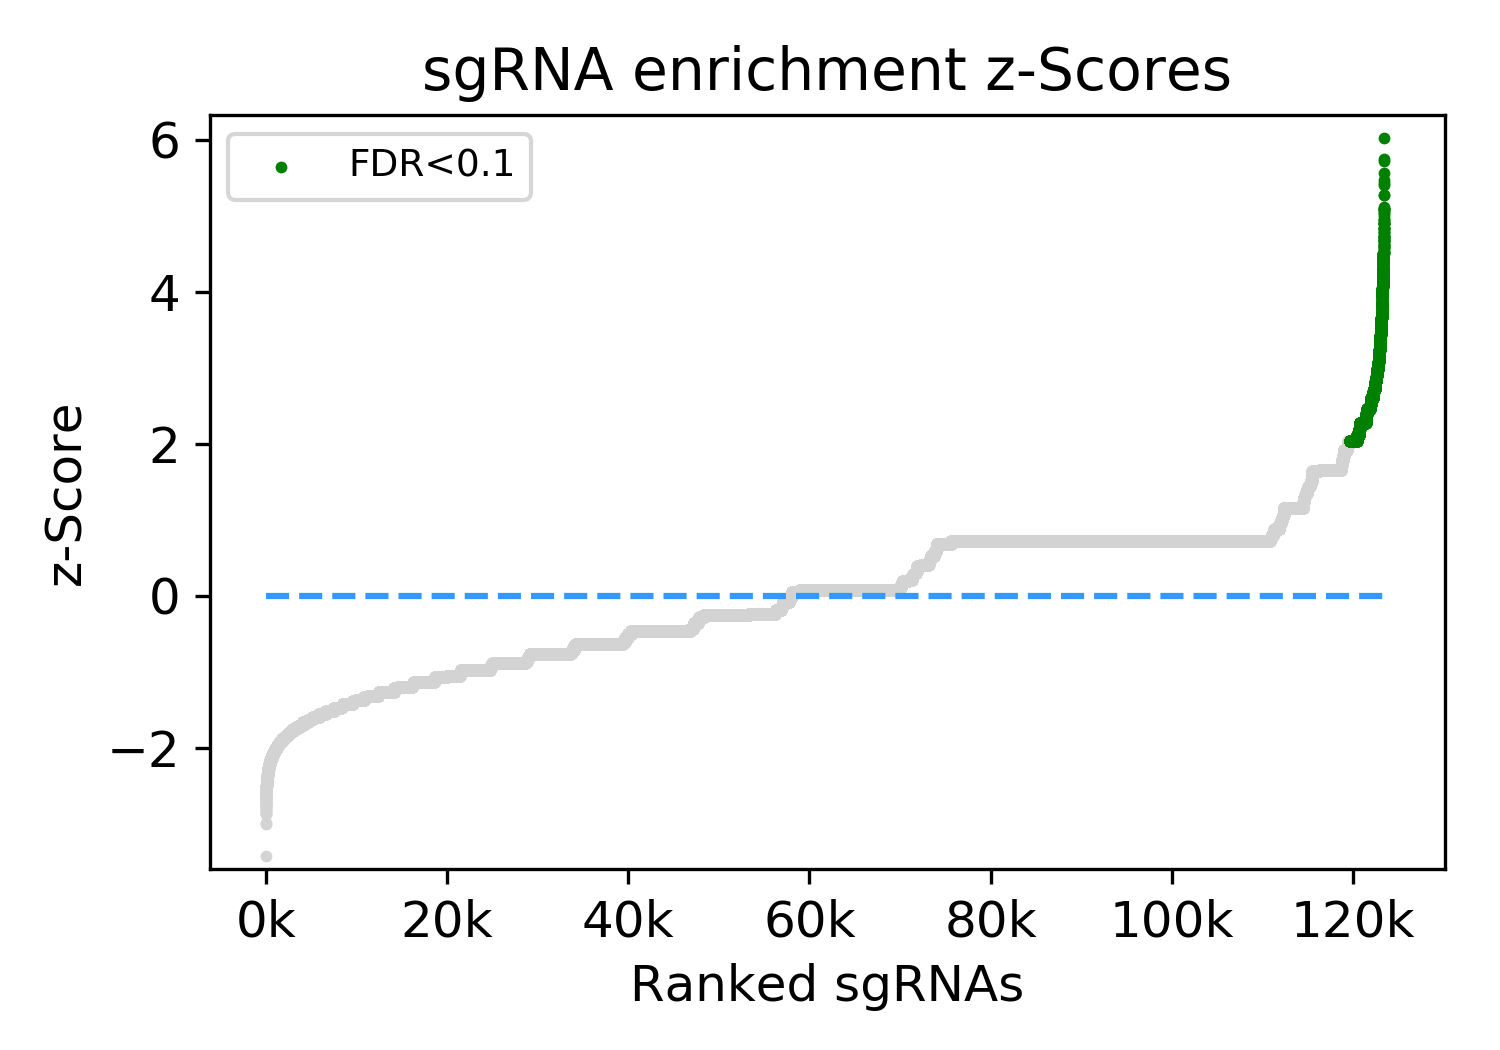 sgRNA enrichment z-Scores
FDR<0.1
6
4
2
0
−2
z-Score
0k 20k 40k 60k 80k 100k 120k
Ranked sgRNAs